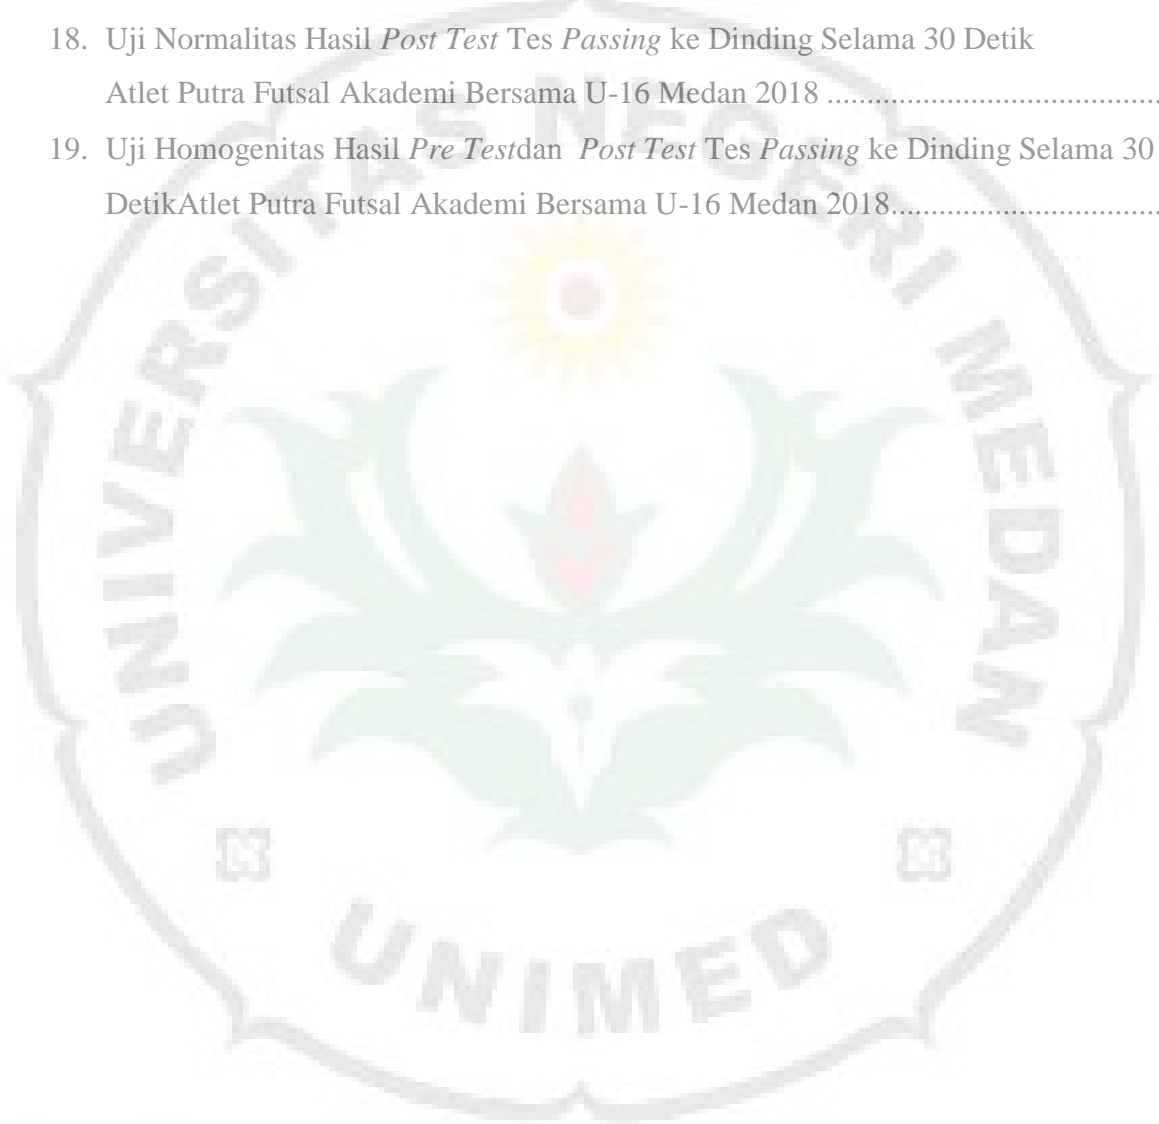 18. Uji Normalitas Hasil Post Test Tes Passing ke Dinding Selama 30 Detik
Atlet Putra Futsal Akademi Bersama U-16 Medan 2018 ........................................
19. Uji Homogenitas Hasil Pre Testdan Post Test Tes Passing ke Dinding Selama 30
DetikAtlet Putra Futsal Akademi Bersama U-16 Medan 2018.................................
UNIVERSITAS NEGERI MEDAN
UNIMED